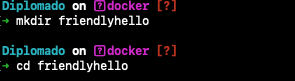 Diplomado on docker [?]
➜ mkdir friendlyhello
Diplomado on docker [?]
➜ cd friendlyhello